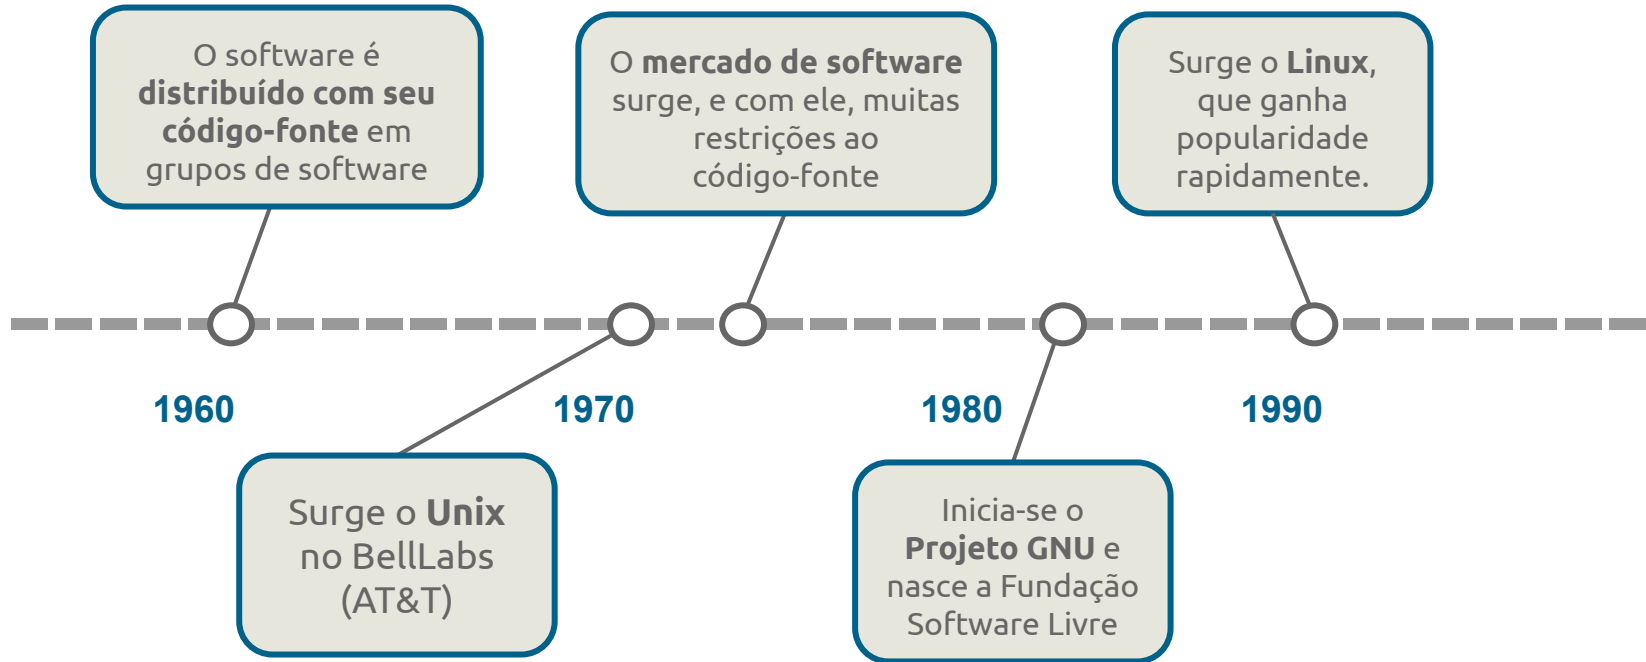 O software é
distribuído com seu
código-fonte em
grupos de software
O mercado de software
surge, e com ele, muitas
restrições ao
código-fonte
Surge o Linux,
que ganha
popularidade
rapidamente.
1960
1970
1980
1990
Surge o Unix
no BellLabs
(AT&T)
Inicia-se o
Projeto GNU e
nasce a Fundação
Software Livre